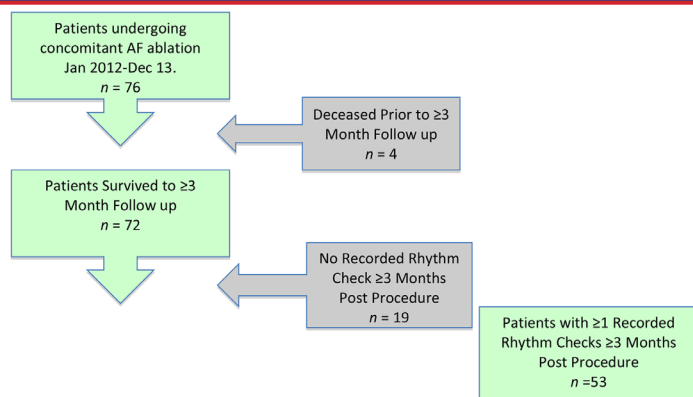 Patients undergoing
concomitant AF ablation
Jan 2012-Dec 13.
n = 76
Deceased Prior to ≥3
Month Follow up
n = 4
Patients Survived to ≥3
Month Follow up
n = 72
No Recorded Rhythm
Check ≥3 Months
Post Procedure
n = 19
Patients with ≥1 Recorded
Rhythm Checks ≥3 Months
Post Procedure
n =53